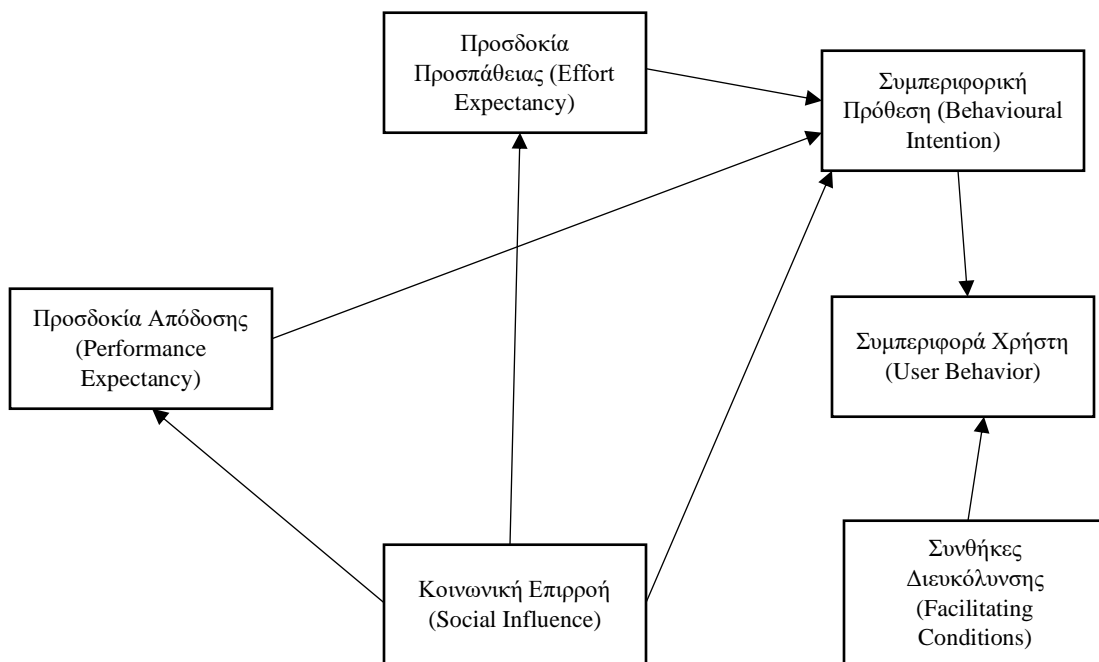 Προσδοκία
Προσπάθειας (Effort
Expectancy)
Συμπεριφορική
Πρόθεση (Behavioural
Intention)
Προσδοκία Απόδοσης
(Performance
Expectancy)
Συμπεριφορά Χρήστη
(User Behavior)
Κοινωνική Επιρροή
(Social Influence)
Συνθήκες
Διευκόλυνσης
(Facilitating
Conditions)